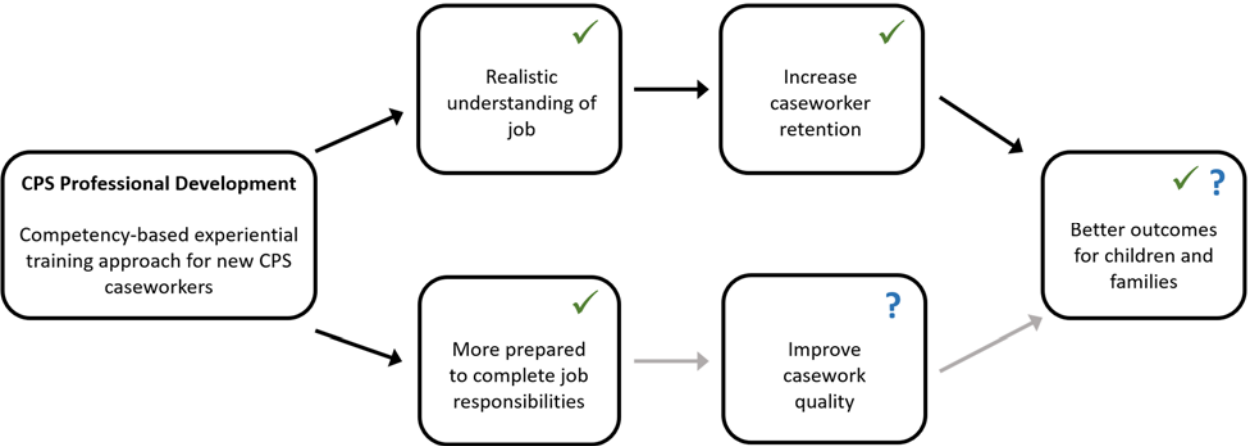 CPS Professional Development
Competency-based experiential
training approach for new CPS
caseworkers
Realistic
understanding of
job
Increase
caseworker
retention
More prepared
to complete job
responsibilities
?
Improve
casework
quality
?
Better outcomes
for children and
families